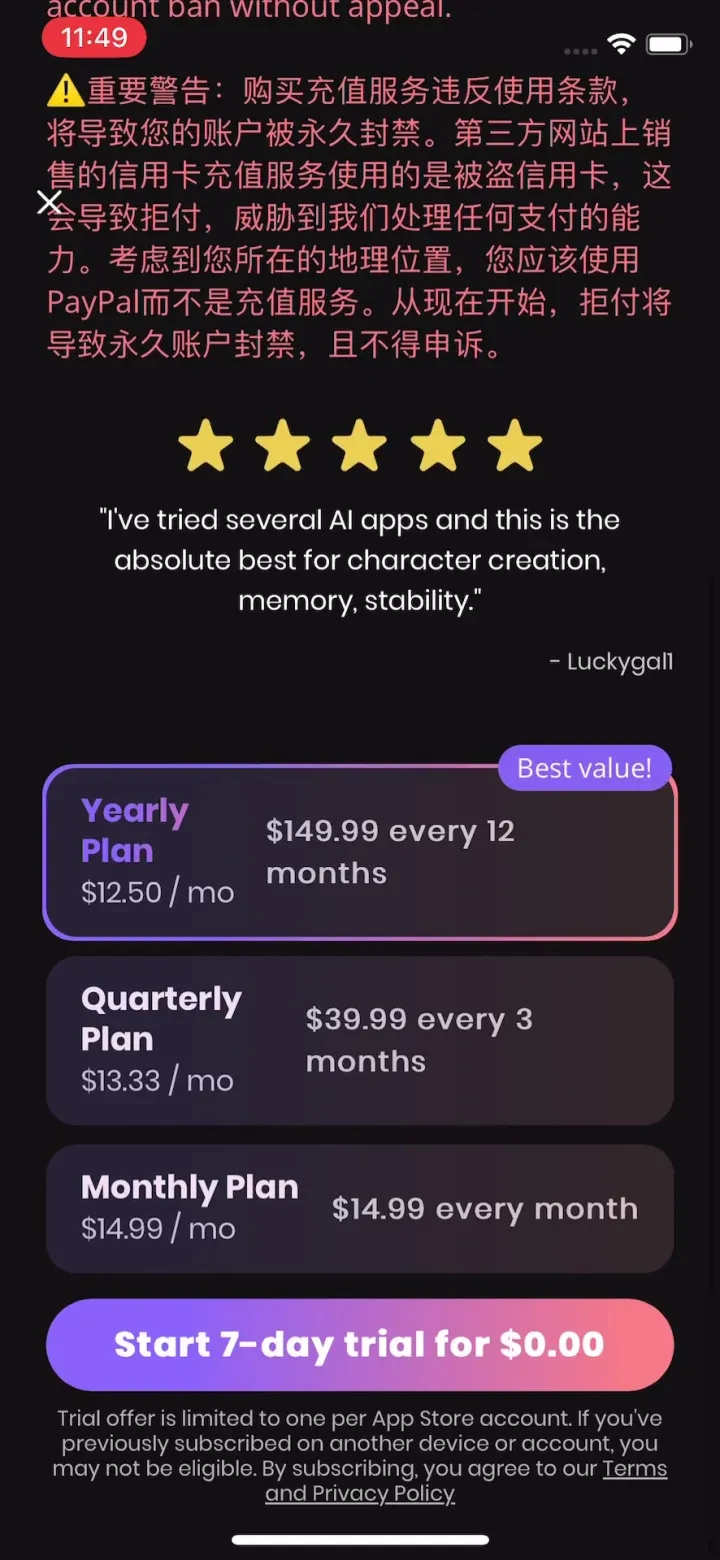 account ban without appeal.
11:49
⚠️重要警告：购买充值服务违反使用条款，
将导致您的账户被永久封禁。第三方网站上销
售的信用卡充值服务使用的是被盗信用卡，这
会导致拒付，威胁到我们处理任何支付的能
力。考虑到您所在的地理位置，您应该使用
PayPal而不是充值服务。从现在开始，拒付将
导致永久账户封禁，且不得申诉。
"I've tried several AI apps and this is the
absolute best for character creation,
memory, stability."
- Luckygal1
Best value!
Yearly
Plan
$12.50 / mo
$149.99 every 12
months
Quarterly
Plan
$13.33 / mo
$39.99 every 3
months
Monthly Plan
$14.99 / mo
$14.99 every month
Start 7-day trial for $0.00
Trial offer is limited to one per App Store account. If you've
previously subscribed on another device or account, you
may not be eligible. By subscribing, you agree to our Terms
and Privacy Policy